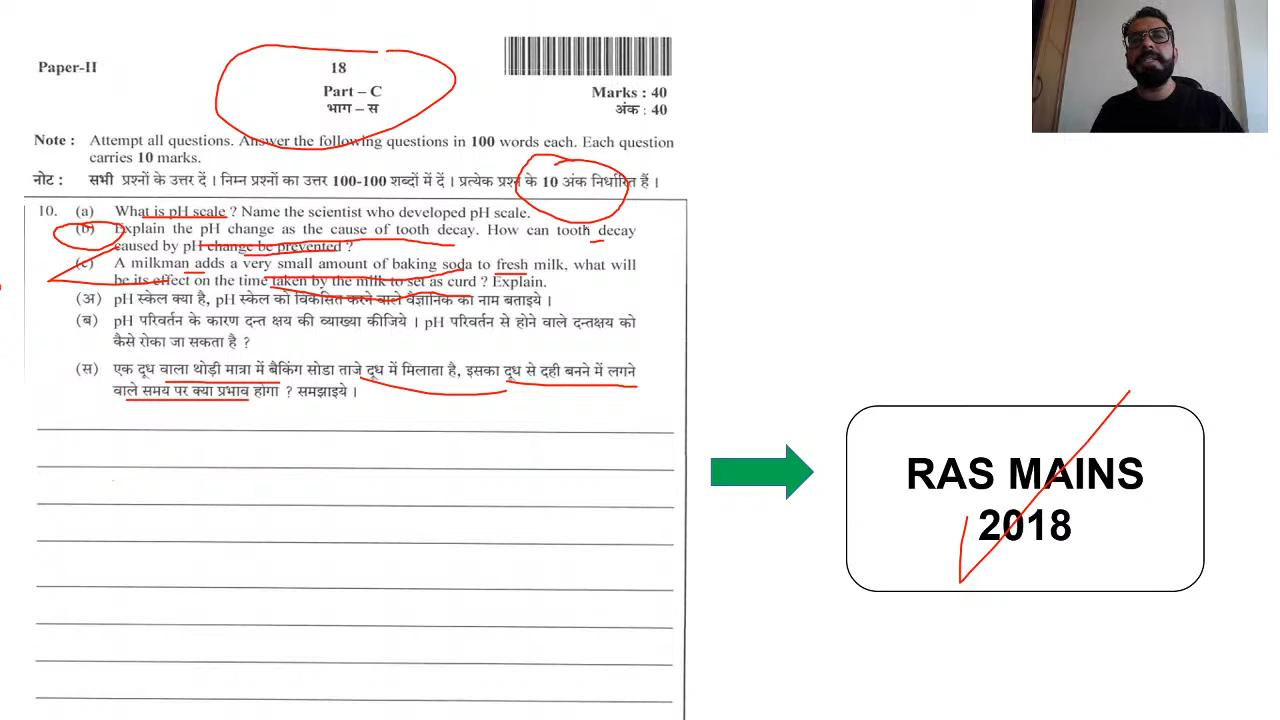 Paper-II
18
Part – C
भाग – स
Marks : 40
अंक : 40
Note : Attempt all questions. Answer the following questions in 100 words each. Each question
carries 10 marks.
नोट : सभी प्रश्नों के उत्तर दें । निम्न प्रश्नों का उत्तर 100-100 शब्दों में दें । प्रत्येक प्रश्न के 10 अंक निर्धारित हैं ।
10. (a) What is pH scale ? Name the scientist who developed pH scale.
(b) Explain the pH change as the cause of tooth decay. How can tooth decay
caused by pH change be prevented ?
(c) A milkman adds a very small amount of baking soda to fresh milk, what will
be its effect on the time taken by the milk to set as curd ? Explain.
(अ) pH स्केल क्या है, pH स्केल को विकसित करने वाले वैज्ञानिक का नाम बताइये ।
(ब) pH परिवर्तन के कारण दन्त क्षय की व्याख्या कीजिये । pH परिवर्तन से होने वाले दन्तक्षय को
कैसे रोका जा सकता है ?
(स) एक दूध वाला थोड़ी मात्रा में बैकिंग सोडा ताजे दूध में मिलाता है, इसका दूध से दही बनने में लगने
वाले समय पर क्या प्रभाव होगा ? समझाइये ।
RAS MAINS
2018